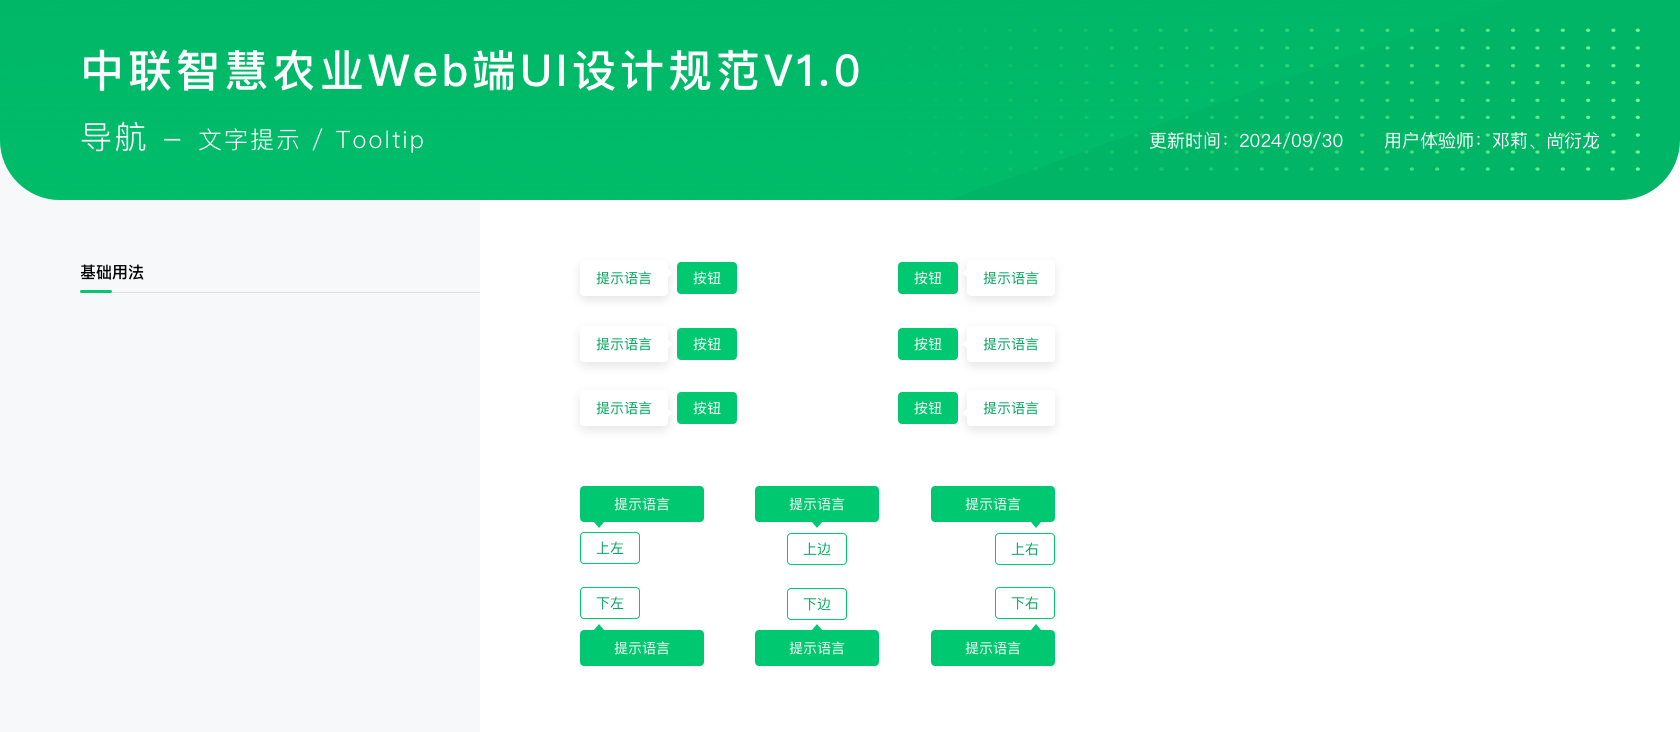 中联智慧农业Web端UI设计规范V1.0
导航 — 文字提示 / Tooltip
更新时间：2024/09/30 用户体验师：邓莉、尚衍龙
基础用法
提示语言 按钮 按钮 提示语言
提示语言 按钮 按钮 提示语言
提示语言 按钮 按钮 提示语言
提示语言 提示语言 提示语言
上左 上边 上右
下左 下边 下右
提示语言 提示语言 提示语言